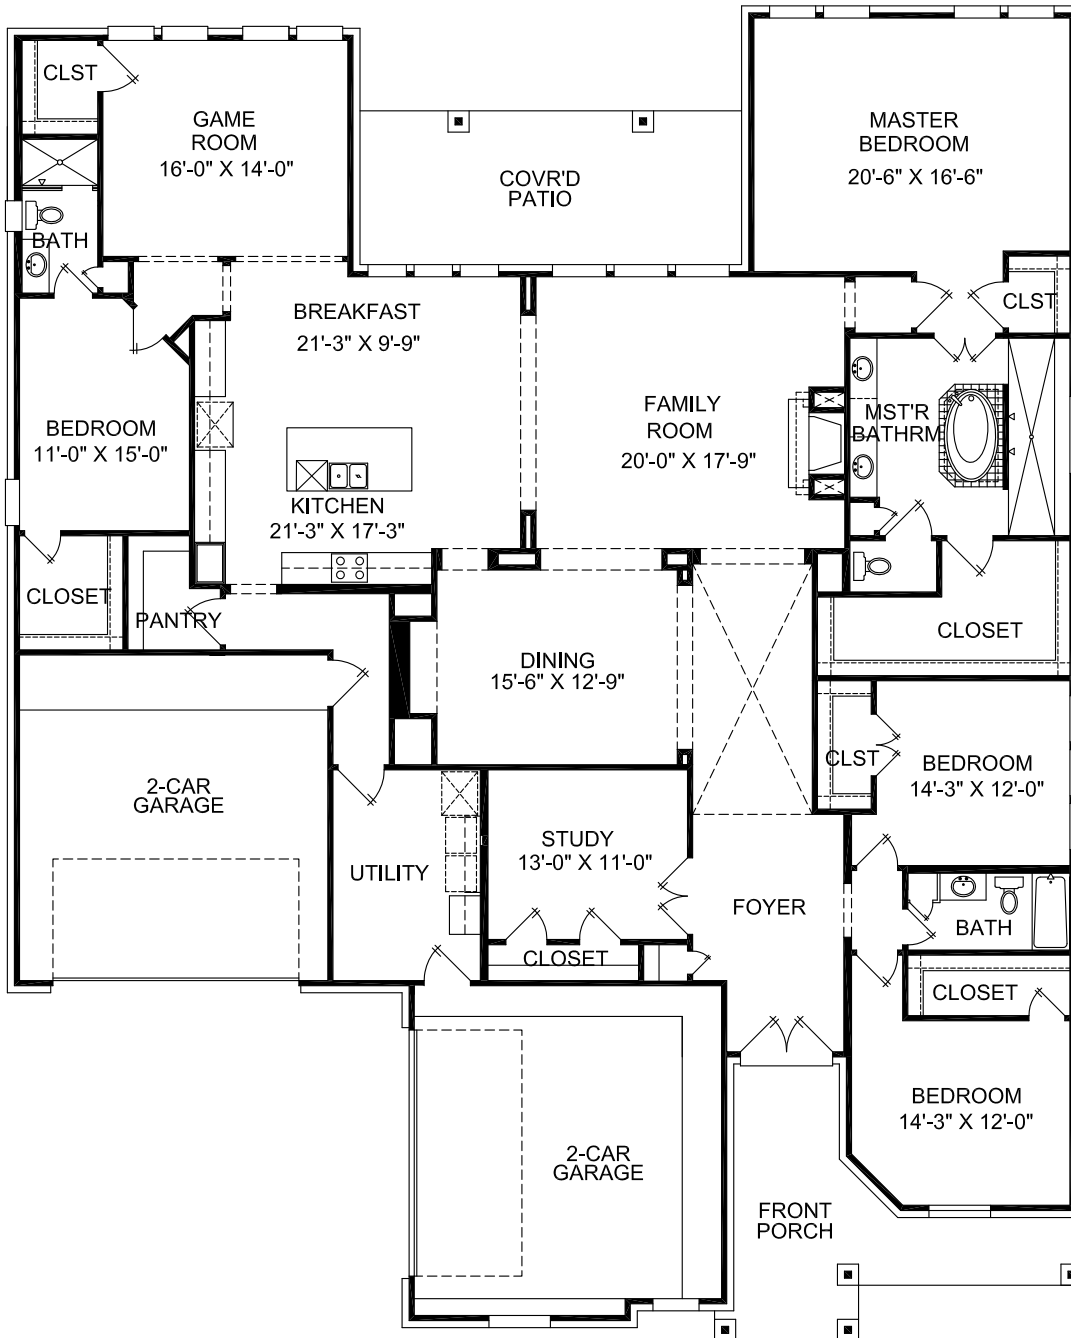 CLST
GAME
ROOM
16'-0" X 14'-0"
COVR'D
PATIO
MASTER
BEDROOM
20'-6" X 16'-6"
BATH
BREAKFAST
21'-3" X 9'-9"
CLST
BEDROOM
11'-0" X 15'-0"
FAMILY
ROOM
20'-0" X 17'-9"
MST'R
BATHRM
KITCHEN
21'-3" X 17'-3"
CLOSET
PANTRY
CLOSET
DINING
15'-6" X 12'-9"
2-CAR
GARAGE
CLST
BEDROOM
14'-3" X 12'-0"
UTILITY
STUDY
13'-0" X 11'-0"
FOYER
BATH
CLOSET
CLOSET
BEDROOM
14'-3" X 12'-0"
2-CAR
GARAGE
FRONT
PORCH